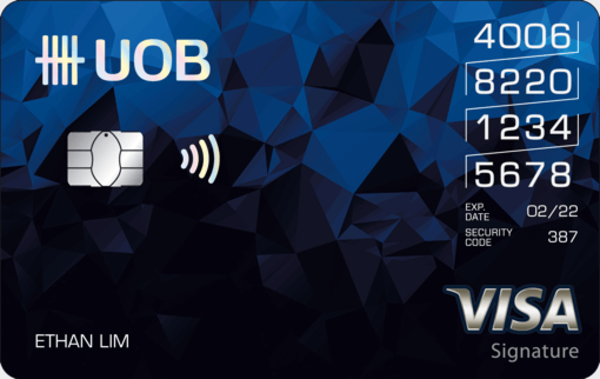 UOB
4006
8220
1234
5678
EXP. DATE 02/22
SECURITY CODE 387
VISA
Signature
ETHAN LIM